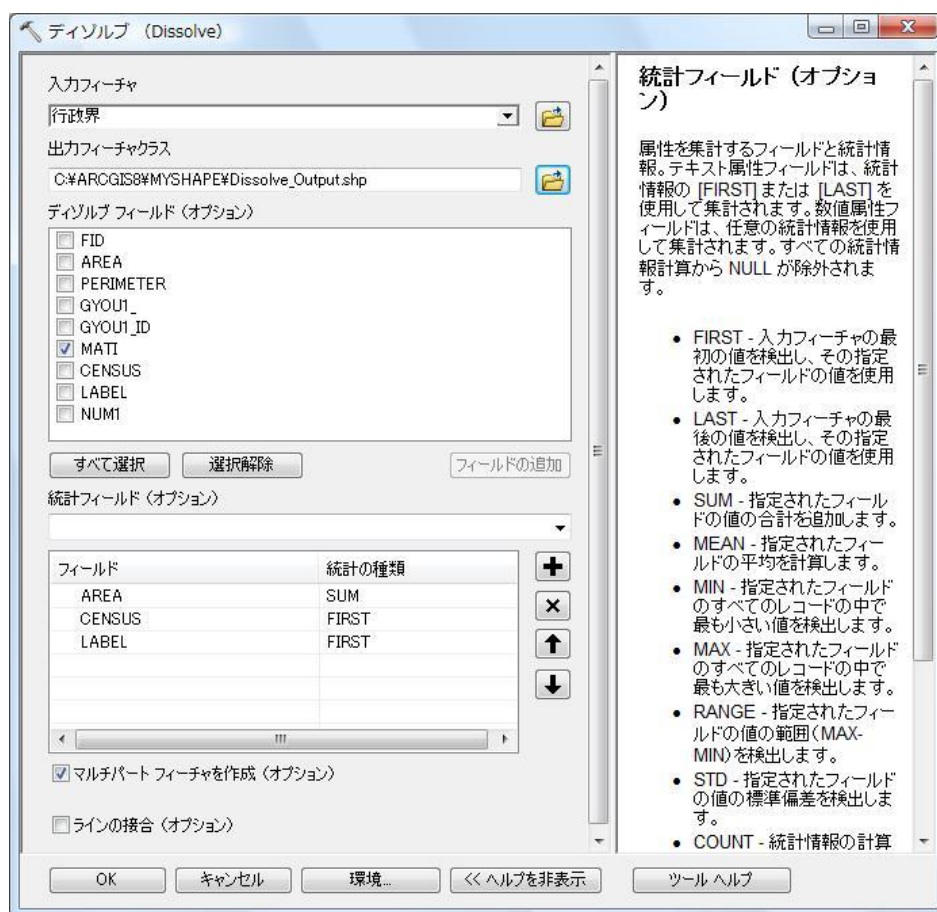 ディゾルブ (Dissolve)
入力フィーチャ
行政界
出力フィーチャクラス
C:¥ARCGIS8¥MYSHAPE¥Dissolve_Output.shp
ディゾルブ フィールド (オプション)
FID
AREA
PERIMETER
GYOU1_
GYOU1_ID
MATI
CENSUS
LABEL
NUM1
すべて選択
選択解除
フィールドの追加
統計フィールド (オプション)
フィールド 統計の種類
AREA SUM
CENSUS FIRST
LABEL FIRST
マルチパート フィーチャを作成 (オプション)
ラインの接合 (オプション)
OK
キャンセル
環境...
<< ヘルプを非表示
ツール ヘルプ
統計フィールド (オプショ
ン)
属性を集計するフィールドと統計情
報。テキスト属性フィールドは、統計
情報の [FIRST] または [LAST] を
使用して集計されます。数値属性フ
ィールドは、任意の統計情報を使用
して集計されます。すべての統計情
報計算から NULL が除外されま
す。
• FIRST - 入力フィーチャの最
初の値を検出し、その指定
されたフィールドの値を使用
します。
• LAST - 入力フィーチャの最
後の値を検出し、その指定
されたフィールドの値を使用
します。
• SUM - 指定されたフィール
ドの値の合計を追加します。
• MEAN - 指定されたフィー
ルドの平均を計算します。
• MIN - 指定されたフィールド
のすべてのレコードの中で
最も小さい値を検出します。
• MAX - 指定されたフィールド
のすべてのレコードの中で
最も大きい値を検出します。
• RANGE - 指定されたフィー
ルドの値の範囲(MAX-
MIN)を検出します。
• STD - 指定されたフィールド
の値の標準偏差を検出しま
す。
• COUNT - 統計情報の計算